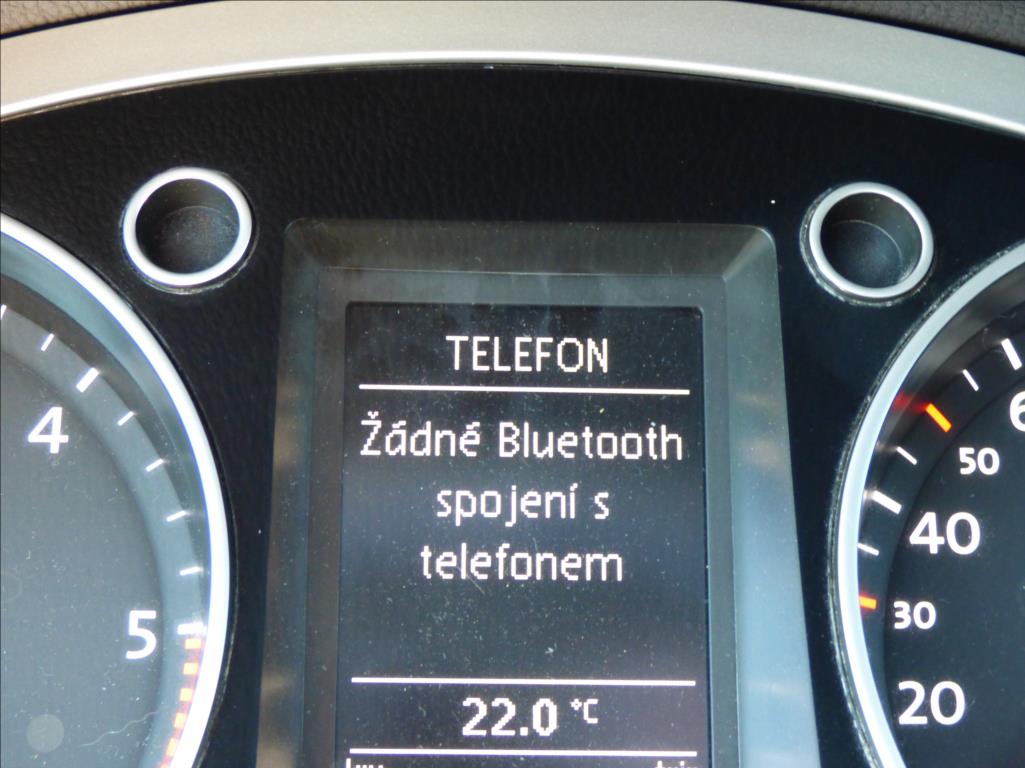 TELEFON
Žádné Bluetooth
spojení s
telefonem
22.0 °C
4
5
50
40
30
20